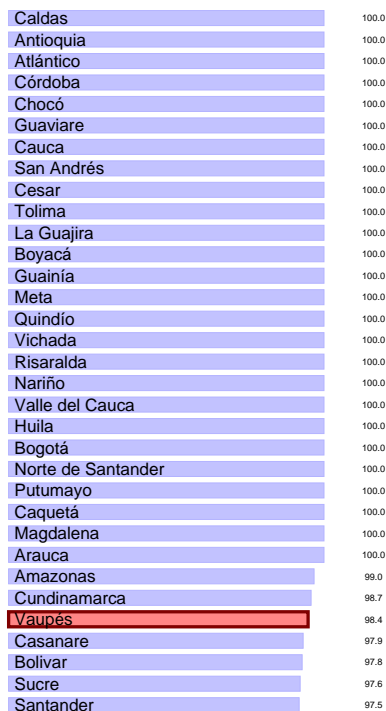 Caldas 100.0
Antioquia 100.0
Atlántico 100.0
Córdoba 100.0
Chocó 100.0
Guaviare 100.0
Cauca 100.0
San Andrés 100.0
Cesar 100.0
Tolima 100.0
La Guajira 100.0
Boyacá 100.0
Guainía 100.0
Meta 100.0
Quindío 100.0
Vichada 100.0
Risaralda 100.0
Nariño 100.0
Valle del Cauca 100.0
Huila 100.0
Bogotá 100.0
Norte de Santander 100.0
Putumayo 100.0
Caquetá 100.0
Magdalena 100.0
Arauca 100.0
Amazonas 99.0
Cundinamarca 98.7
Vaupés 98.4
Casanare 97.9
Bolivar 97.8
Sucre 97.6
Santander 97.5